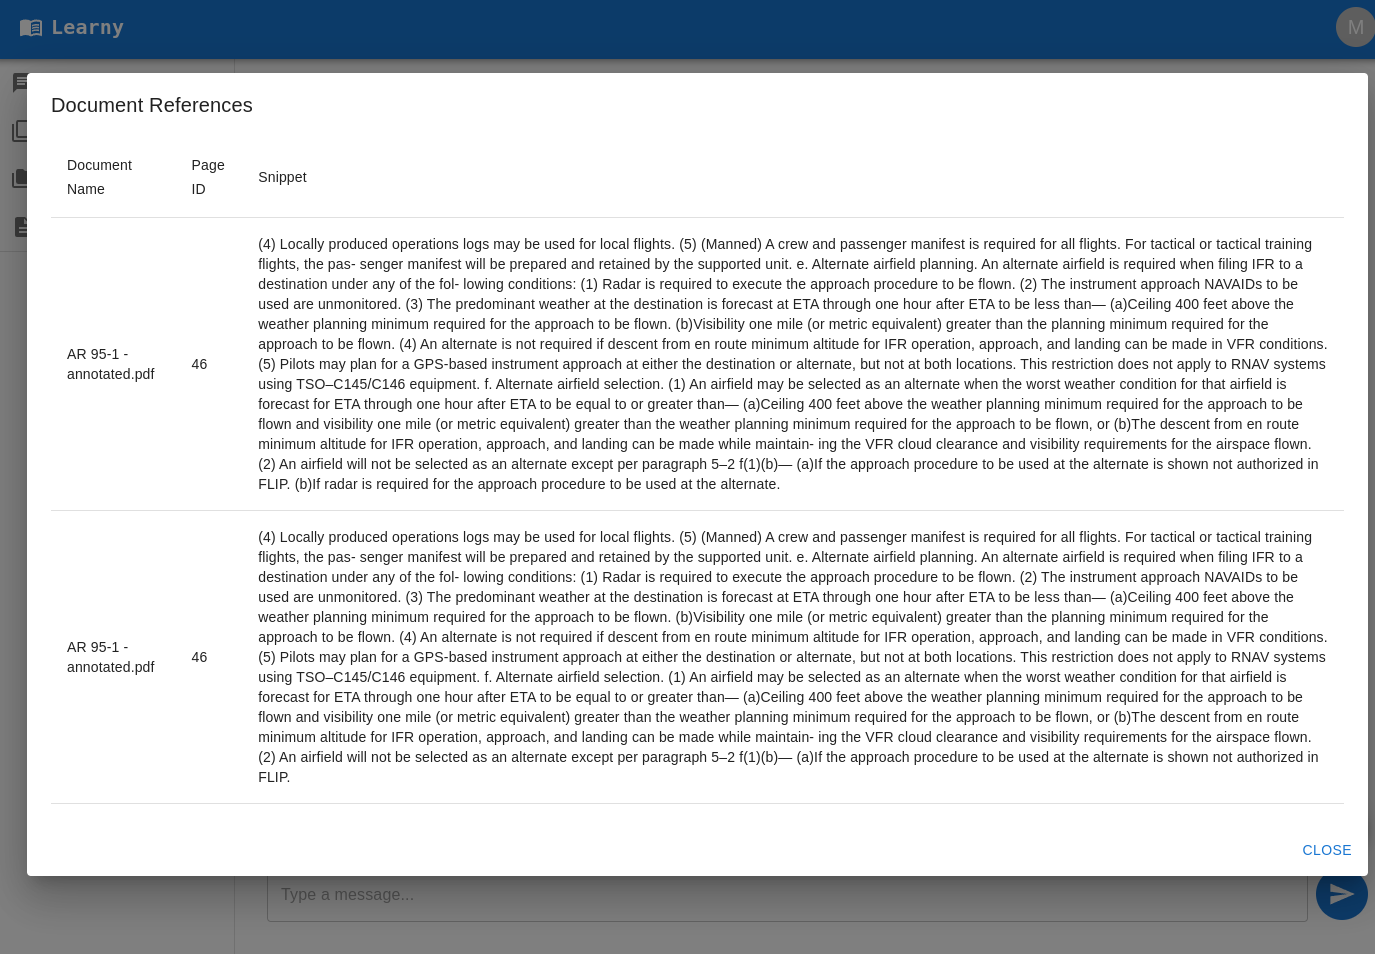 Learny
M
Document References
Document
Name
Page
ID
Snippet
(4) Locally produced operations logs may be used for local flights. (5) (Manned) A crew and passenger manifest is required for all flights. For tactical or tactical training
flights, the pas- senger manifest will be prepared and retained by the supported unit. e. Alternate airfield planning. An alternate airfield is required when filing IFR to a
destination under any of the fol- lowing conditions: (1) Radar is required to execute the approach procedure to be flown. (2) The instrument approach NAVAIDs to be
used are unmonitored. (3) The predominant weather at the destination is forecast at ETA through one hour after ETA to be less than— (a)Ceiling 400 feet above the
weather planning minimum required for the approach to be flown. (b)Visibility one mile (or metric equivalent) greater than the planning minimum required for the
approach to be flown. (4) An alternate is not required if descent from en route minimum altitude for IFR operation, approach, and landing can be made in VFR conditions.
(5) Pilots may plan for a GPS-based instrument approach at either the destination or alternate, but not at both locations. This restriction does not apply to RNAV systems
using TSO–C145/C146 equipment. f. Alternate airfield selection. (1) An airfield may be selected as an alternate when the worst weather condition for that airfield is
forecast for ETA through one hour after ETA to be equal to or greater than— (a)Ceiling 400 feet above the weather planning minimum required for the approach to be
flown and visibility one mile (or metric equivalent) greater than the weather planning minimum required for the approach to be flown, or (b)The descent from en route
minimum altitude for IFR operation, approach, and landing can be made while maintain- ing the VFR cloud clearance and visibility requirements for the airspace flown.
(2) An airfield will not be selected as an alternate except per paragraph 5–2 f(1)(b)— (a)If the approach procedure to be used at the alternate is shown not authorized in
FLIP. (b)If radar is required for the approach procedure to be used at the alternate.
AR 95-1 -
annotated.pdf
46
(4) Locally produced operations logs may be used for local flights. (5) (Manned) A crew and passenger manifest is required for all flights. For tactical or tactical training
flights, the pas- senger manifest will be prepared and retained by the supported unit. e. Alternate airfield planning. An alternate airfield is required when filing IFR to a
destination under any of the fol- lowing conditions: (1) Radar is required to execute the approach procedure to be flown. (2) The instrument approach NAVAIDs to be
used are unmonitored. (3) The predominant weather at the destination is forecast at ETA through one hour after ETA to be less than— (a)Ceiling 400 feet above the
weather planning minimum required for the approach to be flown. (b)Visibility one mile (or metric equivalent) greater than the planning minimum required for the
approach to be flown. (4) An alternate is not required if descent from en route minimum altitude for IFR operation, approach, and landing can be made in VFR conditions.
(5) Pilots may plan for a GPS-based instrument approach at either the destination or alternate, but not at both locations. This restriction does not apply to RNAV systems
using TSO–C145/C146 equipment. f. Alternate airfield selection. (1) An airfield may be selected as an alternate when the worst weather condition for that airfield is
forecast for ETA through one hour after ETA to be equal to or greater than— (a)Ceiling 400 feet above the weather planning minimum required for the approach to be
flown and visibility one mile (or metric equivalent) greater than the weather planning minimum required for the approach to be flown, or (b)The descent from en route
minimum altitude for IFR operation, approach, and landing can be made while maintain- ing the VFR cloud clearance and visibility requirements for the airspace flown.
(2) An airfield will not be selected as an alternate except per paragraph 5–2 f(1)(b)— (a)If the approach procedure to be used at the alternate is shown not authorized in
FLIP.
AR 95-1 -
annotated.pdf
46
CLOSE
Type a message...